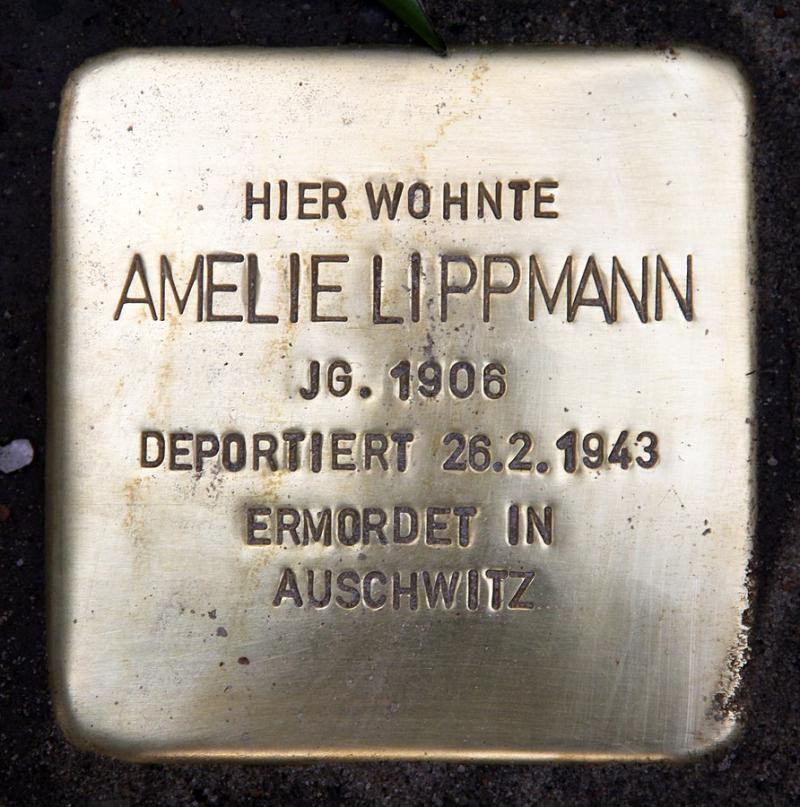 HIER WOHNTE
AMELIE LIPPMANN
JG. 1906
DEPORTIERT 26.2.1943
ERMORDET IN
AUSCHWITZ